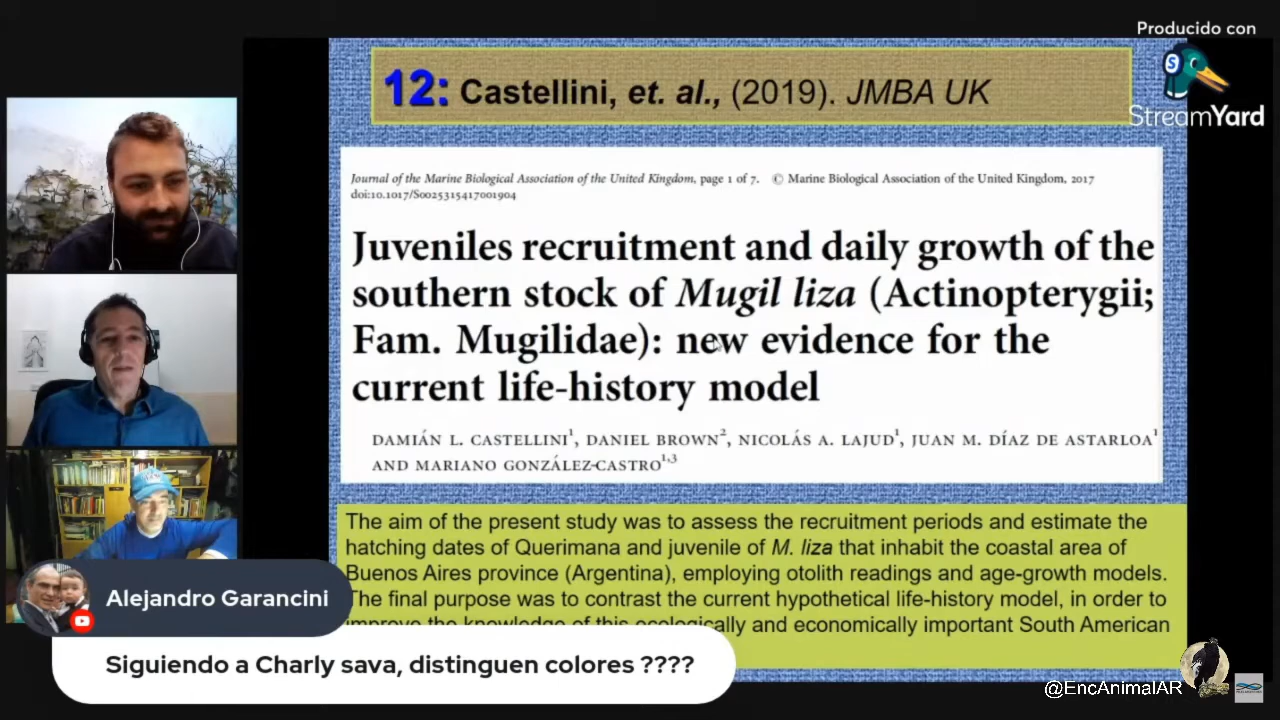 Producido con
StreamYard
12: Castellini, et. al., (2019). JMBA UK
Journal of the Marine Biological Association of the United Kingdom, page 1 of 7. © Marine Biological Association of the United Kingdom, 2017
doi:10.1017/S0025315417001904
Juveniles recruitment and daily growth of the
southern stock of Mugil liza (Actinopterygii;
Fam. Mugilidae): new evidence for the
current life-history model
DAMIÁN L. CASTELLINI1, DANIEL BROWN2, NICOLÁS A. LAJUD1, JUAN M. DÍAZ DE ASTARLOA1
AND MARIANO GONZÁLEZ-CASTRO1,3
The aim of the present study was to assess the recruitment periods and estimate the
hatching dates of Querimana and juvenile of M. liza that inhabit the coastal area of
Buenos Aires province (Argentina), employing otolith readings and age-growth models.
The final purpose was to contrast the current hypothetical life-history model, in order to
improve the knowledge of this ecologically and economically important South American
Alejandro Garancini
Siguiendo a Charly sava, distinguen colores ????
@EncAnimalAR